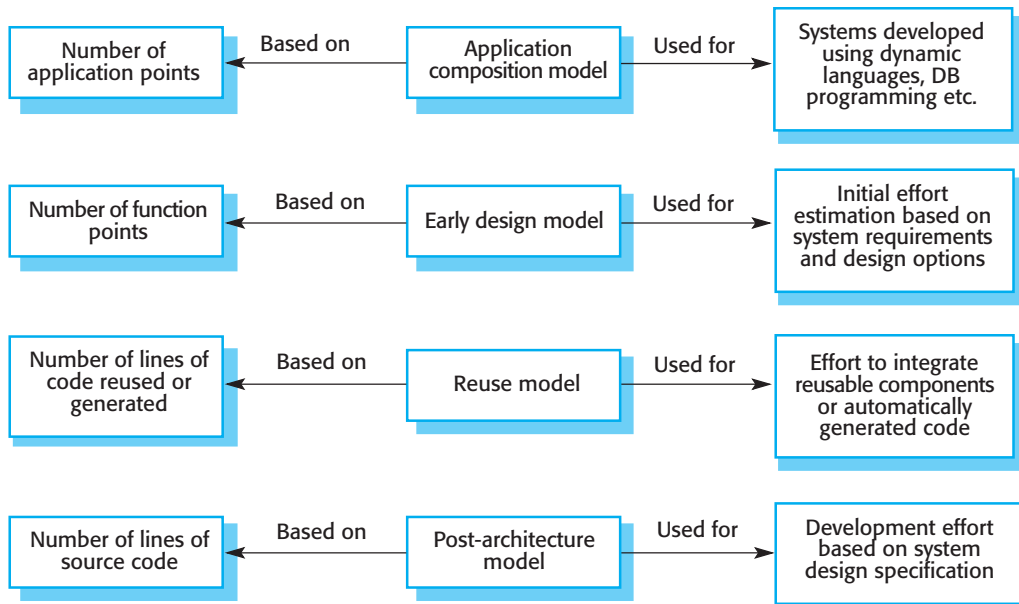 Number of
application points
Based on
Application
composition model
Used for
Systems developed
using dynamic
languages, DB
programming etc.
Number of function
points
Based on
Early design model
Used for
Initial effort
estimation based on
system requirements
and design options
Number of lines of
code reused or
generated
Based on
Reuse model
Used for
Effort to integrate
reusable components
or automatically
generated code
Number of lines of
source code
Based on
Post-architecture
model
Used for
Development effort
based on system
design specification